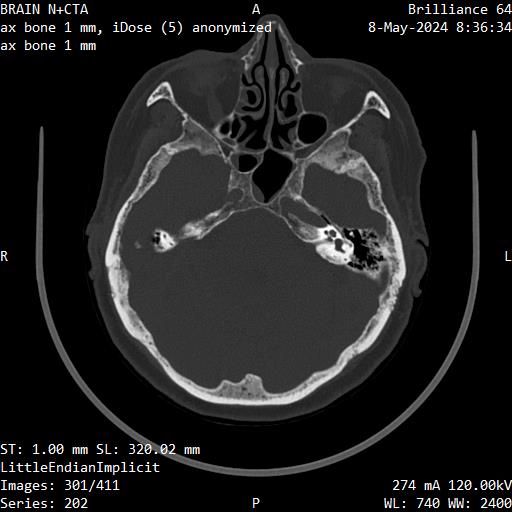 BRAIN N+CTA
A
Brilliance 64
ax bone 1 mm, iDose (5) anonymized
8-May-2024 8:36:34
ax bone 1 mm
R
L
ST: 1.00 mm SL: 320.02 mm
LittleEndianImplicit
Images: 301/411
274 mA 120.00kV
Series: 202
P
WL: 740 WW: 2400